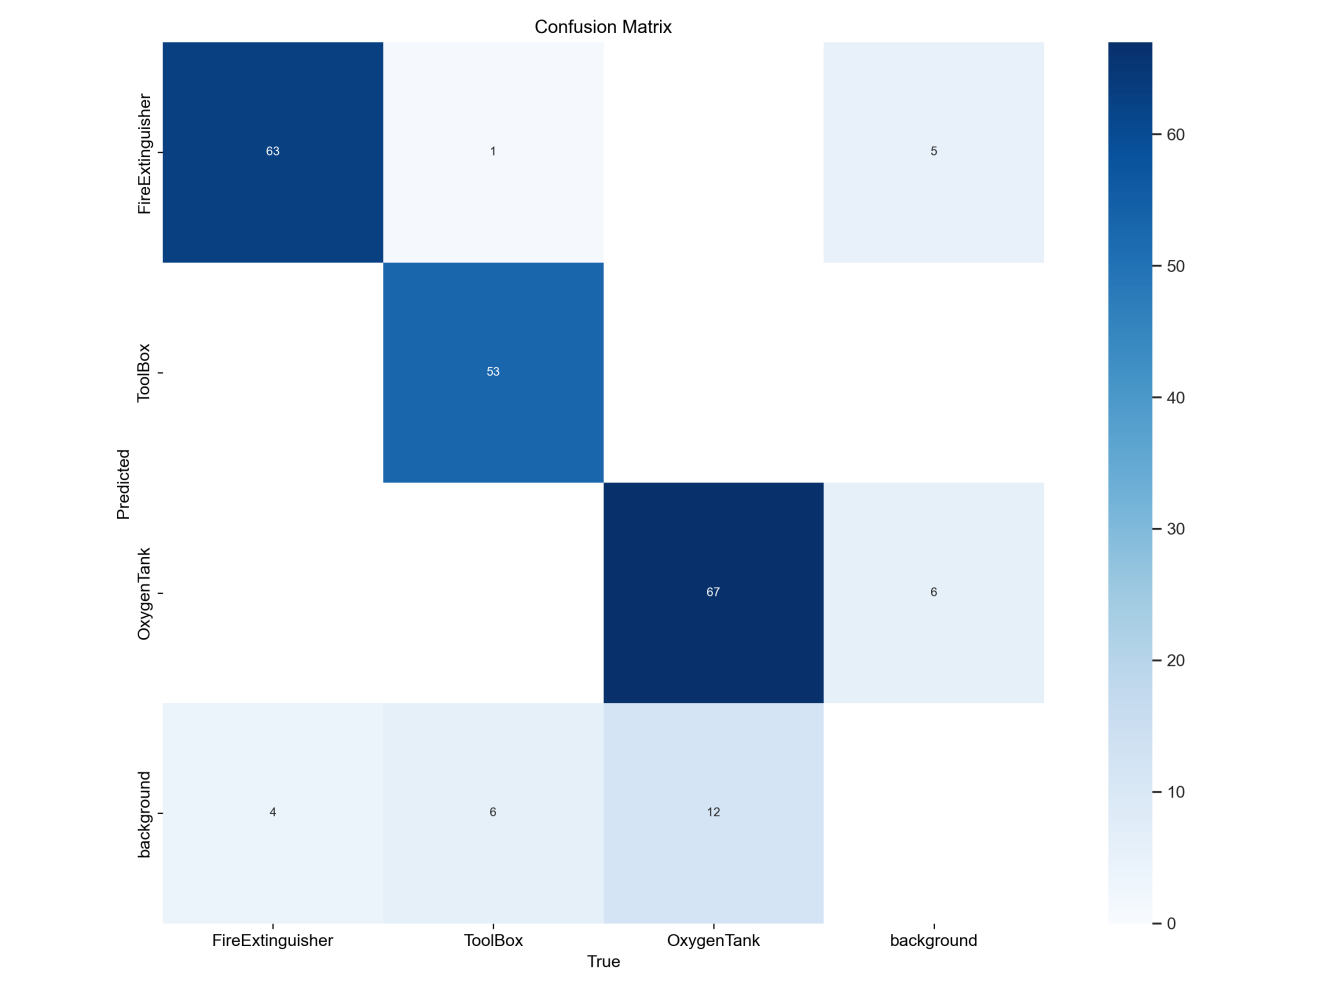 Confusion Matrix
FireExtinguisher
63
1
5
ToolBox
53
Predicted
OxygenTank
67
6
background
4
6
12
FireExtinguisher
ToolBox
OxygenTank
background
True
60
50
40
30
20
10
0